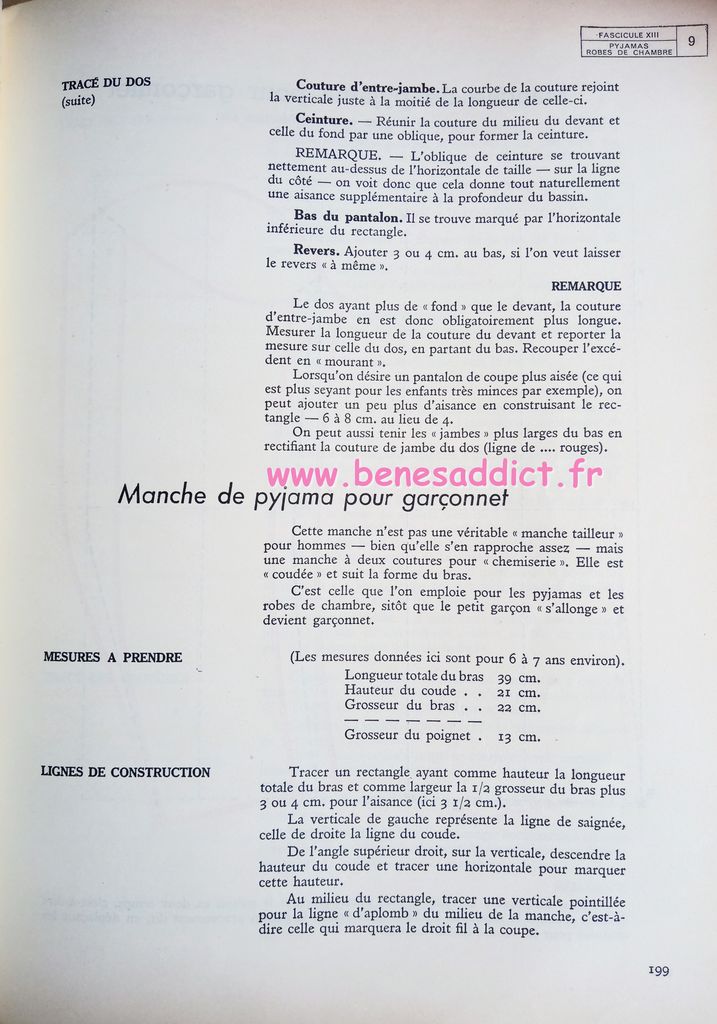 FASCICULE XIII
PYJAMAS
ROBES DE CHAMBRE
9
TRACÉ DU DOS
(suite)
Couture d'entre-jambe. La courbe de la couture rejoint
la verticale juste à la moitié de la longueur de celle-ci.
Ceinture. — Réunir la couture du milieu du devant et
celle du fond par une oblique, pour former la ceinture.
REMARQUE. — L'oblique de ceinture se trouvant
nettement au-dessus de l'horizontale de taille — sur la ligne
du côté — on voit donc que cela donne tout naturellement
une aisance supplémentaire à la profondeur du bassin.
Bas du pantalon. Il se trouve marqué par l'horizontale
inférieure du rectangle.
Revers. Ajouter 3 ou 4 cm. au bas, si l'on veut laisser
le revers « à même ».
REMARQUE
Le dos ayant plus de « fond » que le devant, la couture
d'entre-jambe en est donc obligatoirement plus longue.
Mesurer la longueur de la couture du devant et reporter la
mesure sur celle du dos, en partant du bas. Recouper l'excé-
dent en « mourant ».
Lorsqu'on désire un pantalon de coupe plus aisée (ce qui
est plus seyant pour les enfants très minces par exemple), on
peut ajouter un peu plus d'aisance en construisant le rec-
tangle — 6 à 8 cm. au lieu de 4.
On peut aussi tenir les « jambes » plus larges du bas en
rectifiant la couture de jambe du dos (ligne de .... rouges).
www.benesaddict.fr
Manche de pyjama pour garçonnet
Cette manche n'est pas une véritable « manche tailleur »
pour hommes — bien qu'elle s'en rapproche assez — mais
une manche à deux coutures pour « chemiserie ». Elle est
« coudée » et suit la forme du bras.
C'est celle que l'on emploie pour les pyjamas et les
robes de chambre, sitôt que le petit garçon « s'allonge » et
devient garçonnet.
MESURES A PRENDRE
(Les mesures données ici sont pour 6 à 7 ans environ).
Longueur totale du bras 39 cm.
Hauteur du coude . . 21 cm.
Grosseur du bras . . 22 cm.
— — — — — — —
Grosseur du poignet . 13 cm.
LIGNES DE CONSTRUCTION
Tracer un rectangle ayant comme hauteur la longueur
totale du bras et comme largeur la 1/2 grosseur du bras plus
3 ou 4 cm. pour l'aisance (ici 3 1/2 cm.).
La verticale de gauche représente la ligne de saignée,
celle de droite la ligne du coude.
De l'angle supérieur droit, sur la verticale, descendre la
hauteur du coude et tracer une horizontale pour marquer
cette hauteur.
Au milieu du rectangle, tracer une verticale pointillée
pour la ligne « d'aplomb » du milieu de la manche, c'est-à-
dire celle qui marquera le droit fil à la coupe.
199